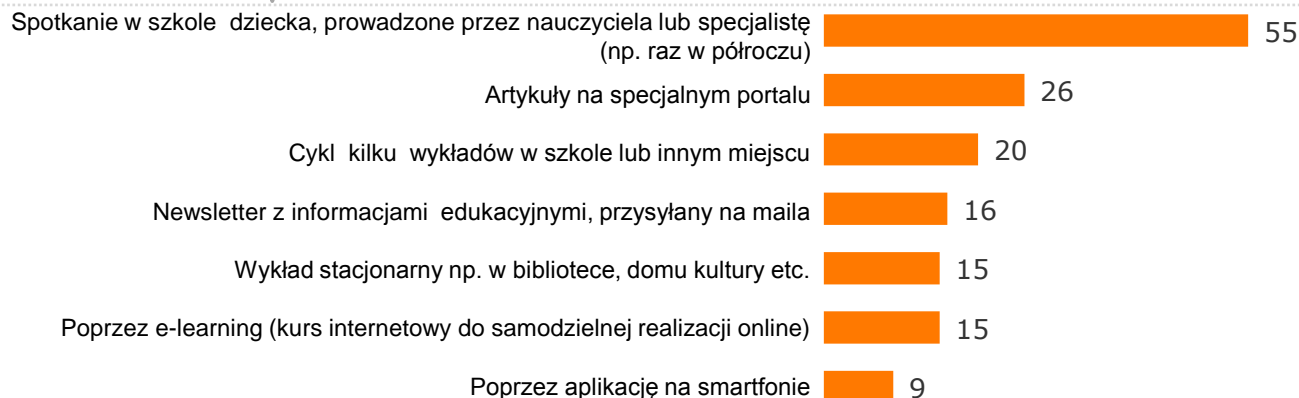 Spotkanie w szkole dziecka, prowadzone przez nauczyciela lub specjalistę
(np. raz w półroczu)
55
Artykuły na specjalnym portalu
26
Cykl kilku wykładów w szkole lub innym miejscu
20
Newsletter z informacjami edukacyjnymi, przysyłany na maila
16
Wykład stacjonarny np. w bibliotece, domu kultury etc.
15
Poprzez e-learning (kurs internetowy do samodzielnej realizacji online)
15
Poprzez aplikację na smartfonie
9